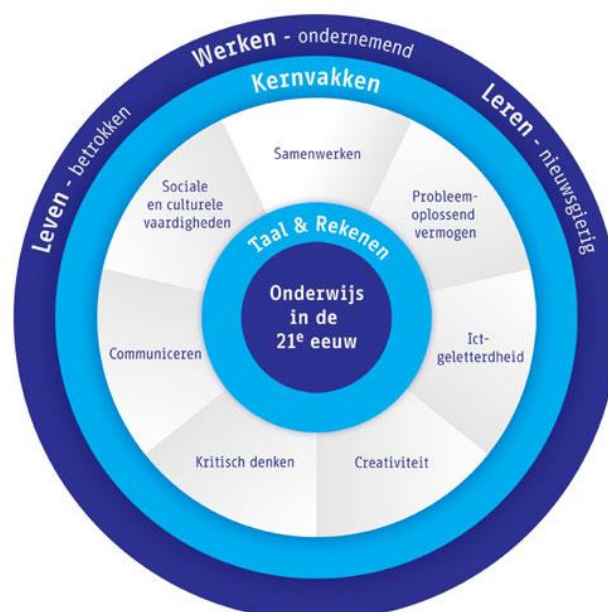 Werken - ondernemend
Leven - betrokken
Leren - nieuwsgierig
Kernvakken
Samenwerken
Probleem-
oplossend
vermogen
Ict-
geletterdheid
Creativiteit
Kritisch denken
Communiceren
Sociale
en culturele
vaardigheden
Taal & Rekenen
Onderwijs
in de
21e eeuw